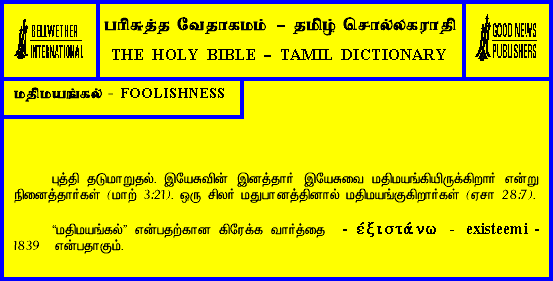 BELLWETHER
INTERNATIONAL
பரிசுத்த வேதாகமம் – தமிழ் சொல்லகராதி
THE HOLY BIBLE – TAMIL DICTIONARY
GOOD NEWS
PUBLISHERS
மதிமயங்கல் - FOOLISHNESS
புத்தி தடுமாறுதல். இயேசுவின் இனத்தார் இயேசுவை மதிமயங்கியிருக்கிறார் என்று
நினைத்தார்கள் (மாற் 3:21). ஒரு சிலர் மதுபானத்தினால் மதிமயங்குகிறார்கள் (ஏசா 28:7).
“மதிமயங்கல்” என்பதற்கான கிரேக்க வார்த்தை - έξιστάνω - existeemi -
1839 என்பதாகும்.